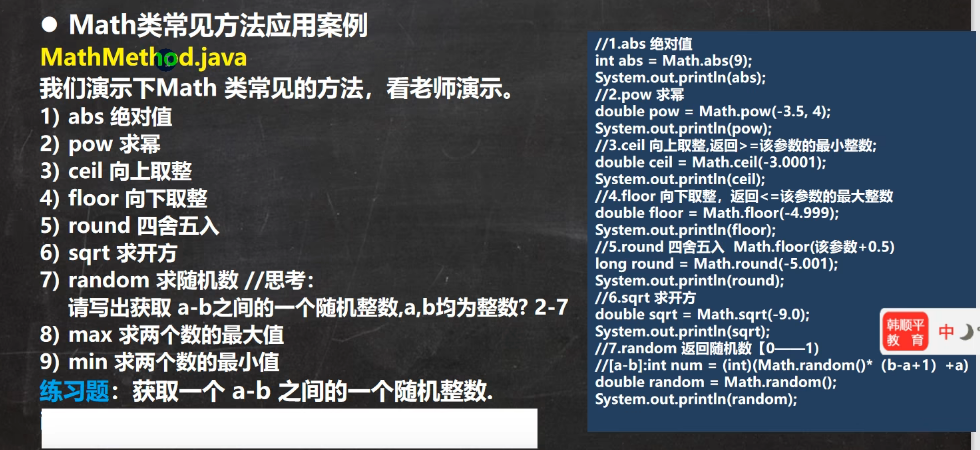 ● Math类常见方法应用案例
MathMethod.java
我们演示下Math 类常见的方法，看老师演示。
1) abs 绝对值
2) pow 求幂
3) ceil 向上取整
4) floor 向下取整
5) round 四舍五入
6) sqrt 求开方
7) random 求随机数 //思考：
请写出获取 a-b之间的一个随机整数,a,b均为整数? 2-7
8) max 求两个数的最大值
9) min 求两个数的最小值
练习题：获取一个 a-b 之间的一个随机整数.
//1.abs 绝对值
int abs = Math.abs(9);
System.out.println(abs);
//2.pow 求幂
double pow = Math.pow(-3.5, 4);
System.out.println(pow);
//3.ceil 向上取整,返回>=该参数的最小整数;
double ceil = Math.ceil(-3.0001);
System.out.println(ceil);
//4.floor 向下取整，返回<=该参数的最大整数
double floor = Math.floor(-4.999);
System.out.println(floor);
//5.round 四舍五入 Math.floor(该参数+0.5)
long round = Math.round(-5.001);
System.out.println(round);
//6.sqrt 求开方
double sqrt = Math.sqrt(-9.0);
System.out.println(sqrt);
//7.random 返回随机数【0——1)
//[a-b]:int num = (int)(Math.random()*（b-a+1）+a)
double random = Math.random();
System.out.println(random);
韩顺平
教 育
中